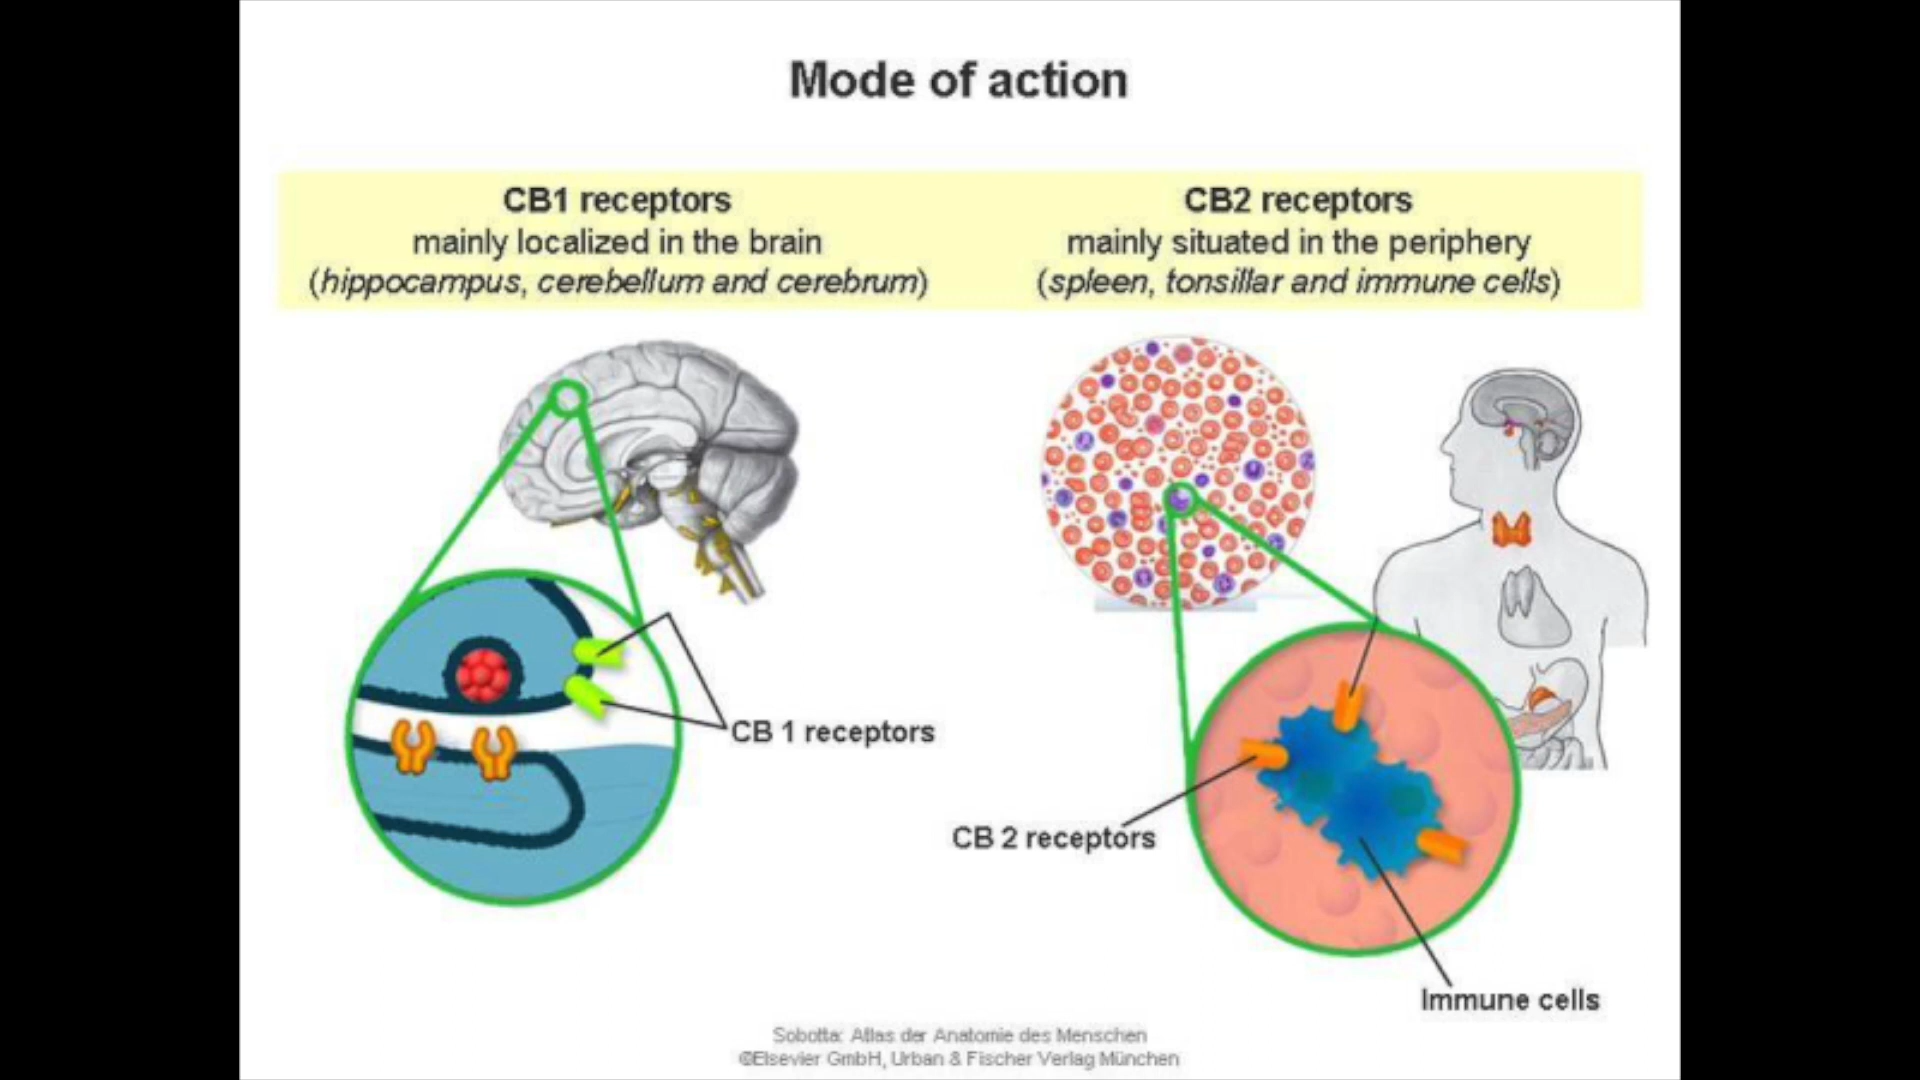 Mode of action
CB1 receptors
mainly localized in the brain
(hippocampus, cerebellum and cerebrum)
CB2 receptors
mainly situated in the periphery
(spleen, tonsillar and immune cells)
CB 1 receptors
CB 2 receptors
Immune cells
Sobotta: Atlas der Anatomie des Menschen
©Elsevier GmbH, Urban & Fischer Verlag München